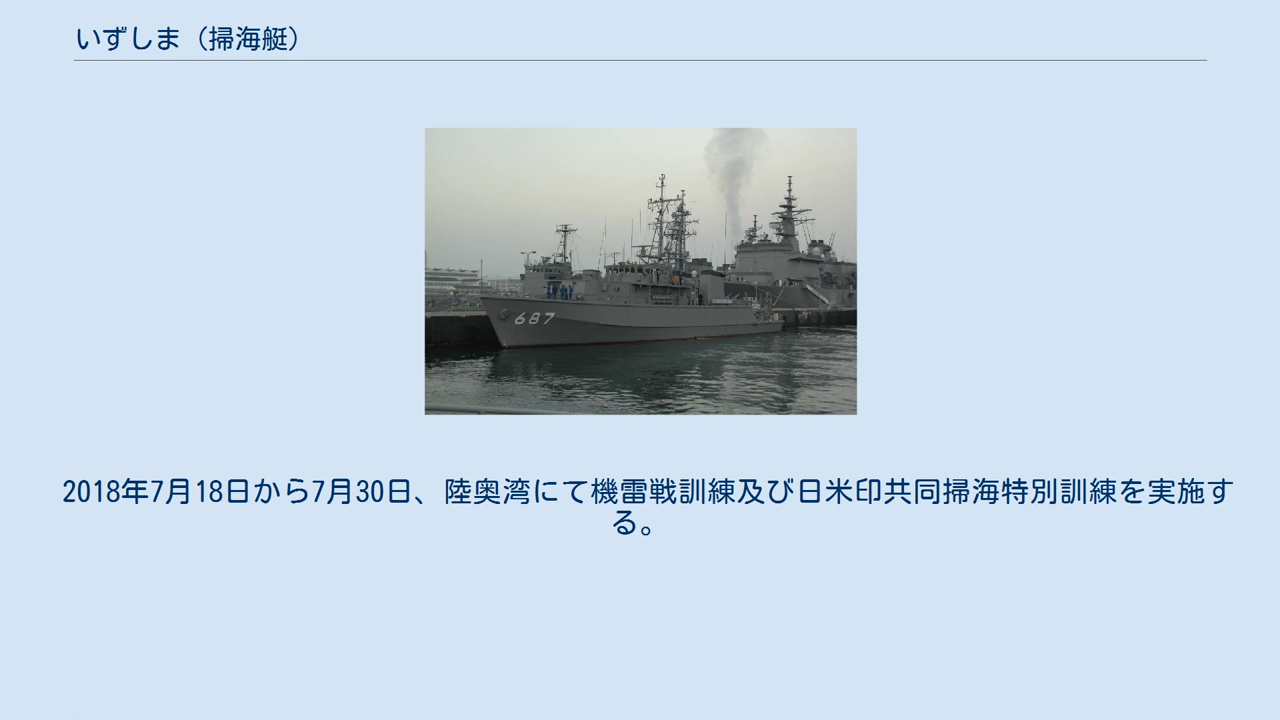 いずしま（掃海艇）
687
2018年7月18日から7月30日、陸奥湾にて機雷戦訓練及び日米印共同掃海特別訓練を実施す
る。